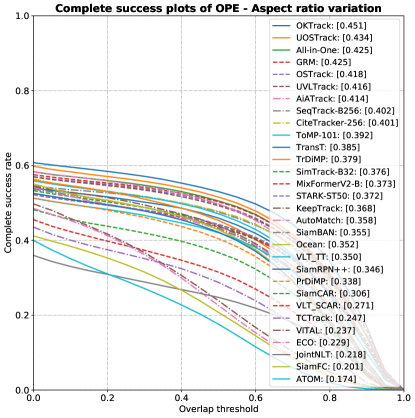 Complete success plots of OPE - Aspect ratio variation
OKTrack: [0.451]
UOSTrack: [0.434]
All-in-One: [0.425]
GRM: [0.425]
OSTrack: [0.418]
UVLTrack: [0.416]
AiATrack: [0.414]
SeqTrack-B256: [0.402]
CiteTracker-256: [0.401]
ToMP-101: [0.392]
TransT: [0.385]
TrDiMP: [0.379]
SimTrack-B32: [0.376]
MixFormerV2-B: [0.373]
STARK-ST50: [0.372]
KeepTrack: [0.368]
AutoMatch: [0.358]
SiamBAN: [0.355]
Ocean: [0.352]
VLT_TT: [0.350]
SiamRPN++: [0.346]
PrDiMP: [0.338]
SiamCAR: [0.306]
VLT_SCAR: [0.271]
TCTrack: [0.247]
VITAL: [0.237]
ECO: [0.229]
JointNLT: [0.218]
SiamFC: [0.201]
ATOM: [0.174]
Complete success rate
1.0
0.8
0.6
0.4
0.2
0.0
0.0 0.2 0.4 0.6 0.8 1.0
Overlap threshold